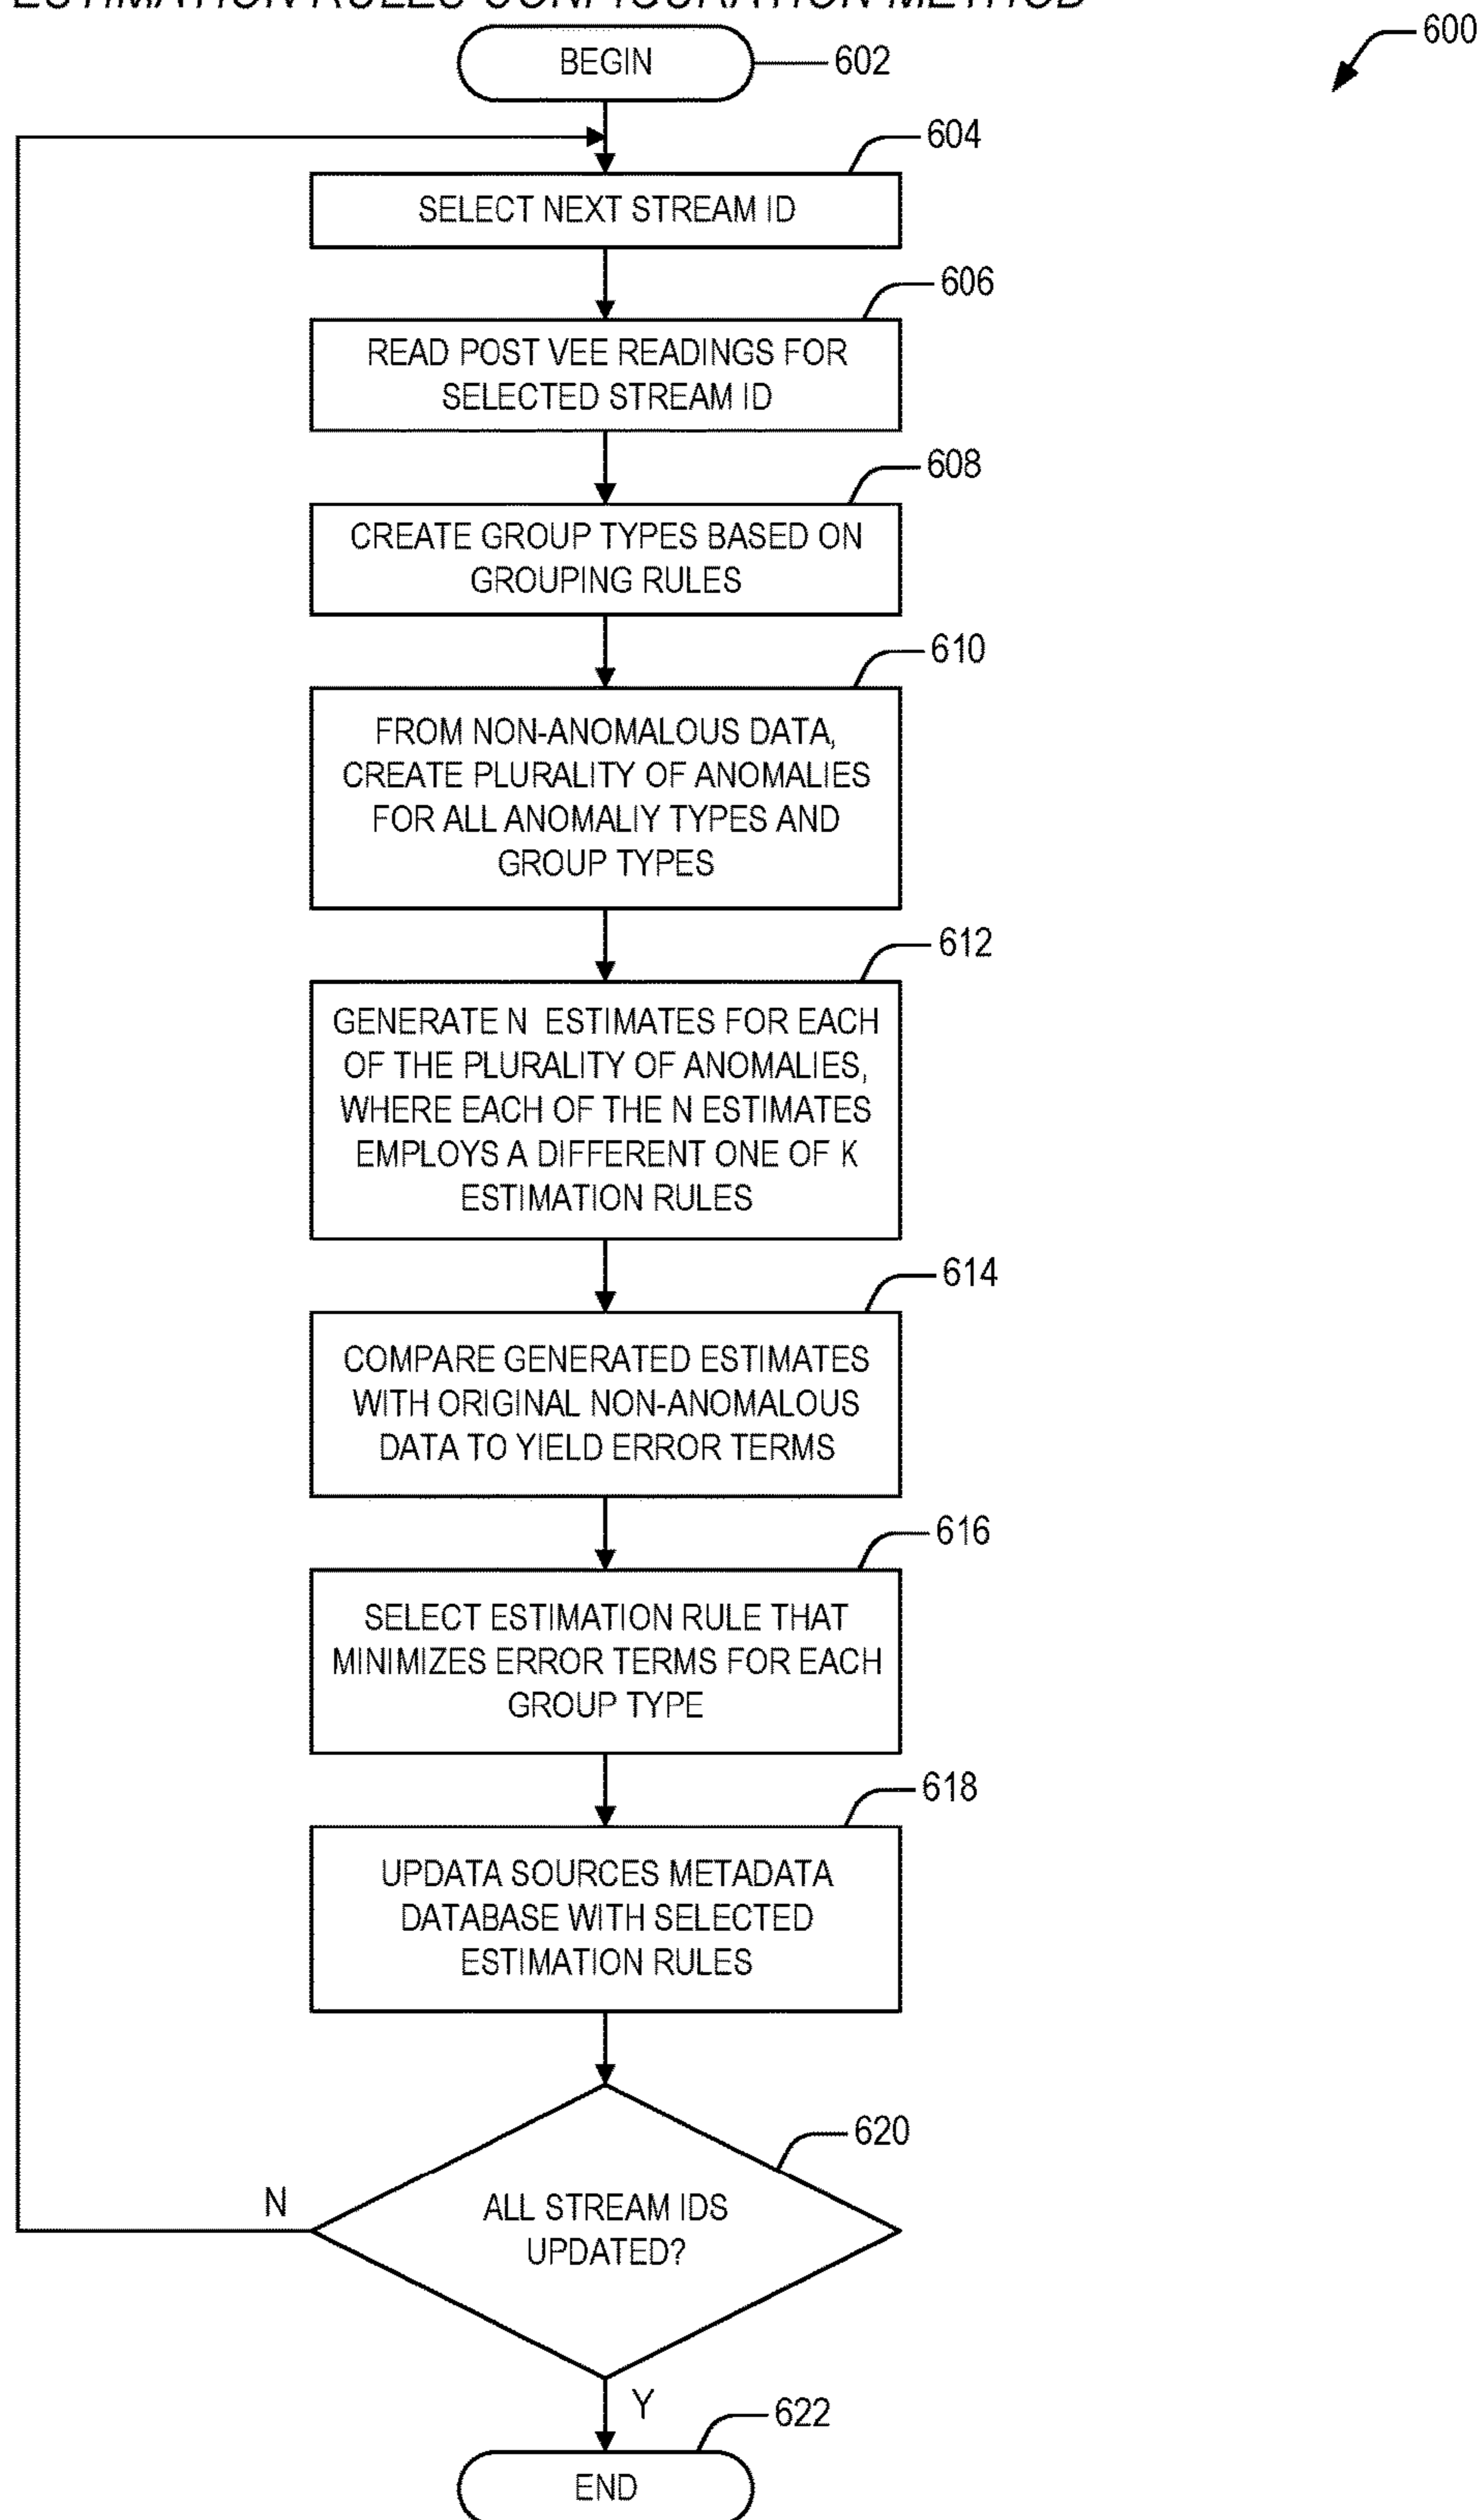 ESTIMATION RULES CONFIGURATION METHOD
600
BEGIN
602
604
SELECT NEXT STREAM ID
606
READ POST VEE READINGS FOR
SELECTED STREAM ID
608
CREATE GROUP TYPES BASED ON
GROUPING RULES
610
FROM NON-ANOMALOUS DATA,
CREATE PLURALITY OF ANOMALIES
FOR ALL ANOMALIY TYPES AND
GROUP TYPES
612
GENERATE N ESTIMATES FOR EACH
OF THE PLURALITY OF ANOMALIES,
WHERE EACH OF THE N ESTIMATES
EMPLOYS A DIFFERENT ONE OF K
ESTIMATION RULES
614
COMPARE GENERATED ESTIMATES
WITH ORIGINAL NON-ANOMALOUS
DATA TO YIELD ERROR TERMS
616
SELECT ESTIMATION RULE THAT
MINIMIZES ERROR TERMS FOR EACH
GROUP TYPE
618
UPDATA SOURCES METADATA
DATABASE WITH SELECTED
ESTIMATION RULES
620
N
ALL STREAM IDS
UPDATED?
Y
622
END